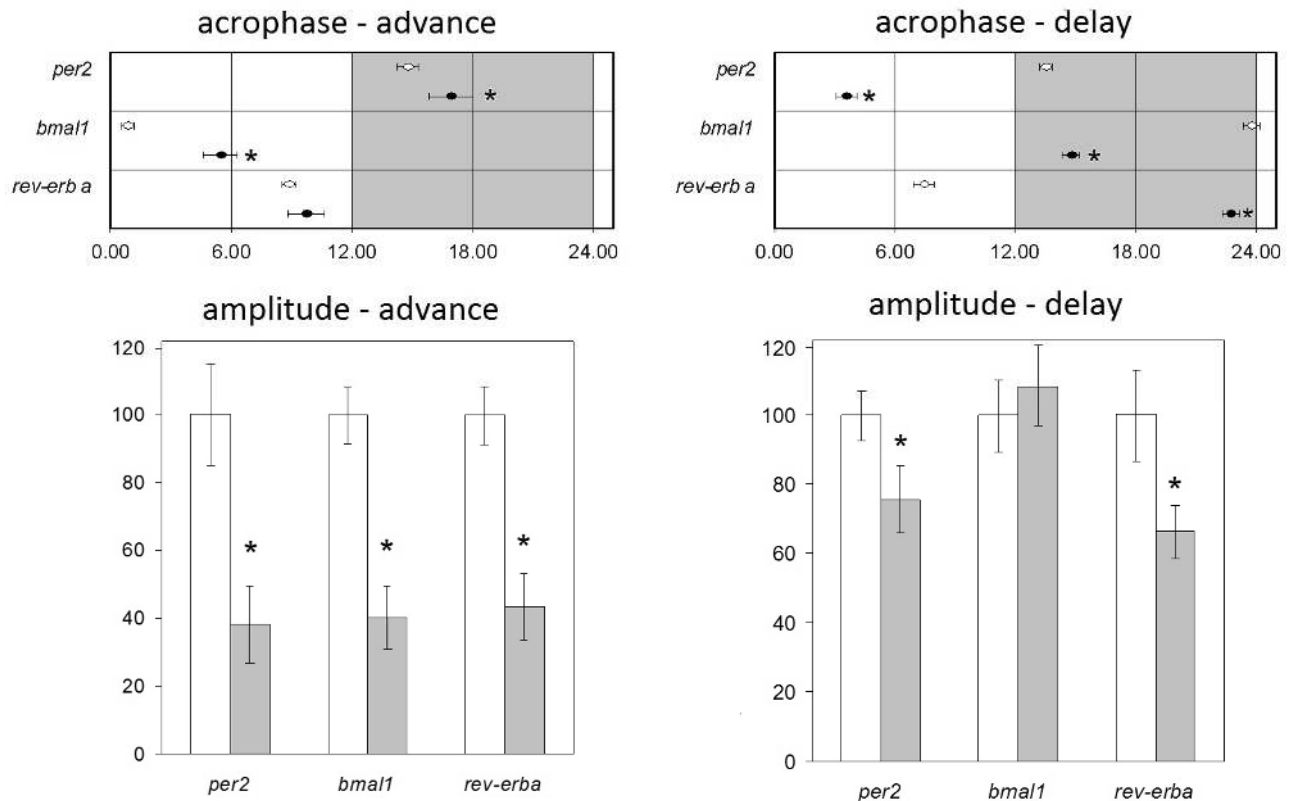 acrophase - advance
per2
*
bmal1
*
rev-erb a
0.00 6.00 12.00 18.00 24.00
acrophase - delay
per2
*
bmal1
*
rev-erb a
*
0.00 6.00 12.00 18.00 24.00
amplitude - advance
120
100
80
60
40
20
0
* * *
per2 bmal1 rev-erba
amplitude - delay
120
100
80
60
40
20
0
* *
per2 bmal1 rev-erba